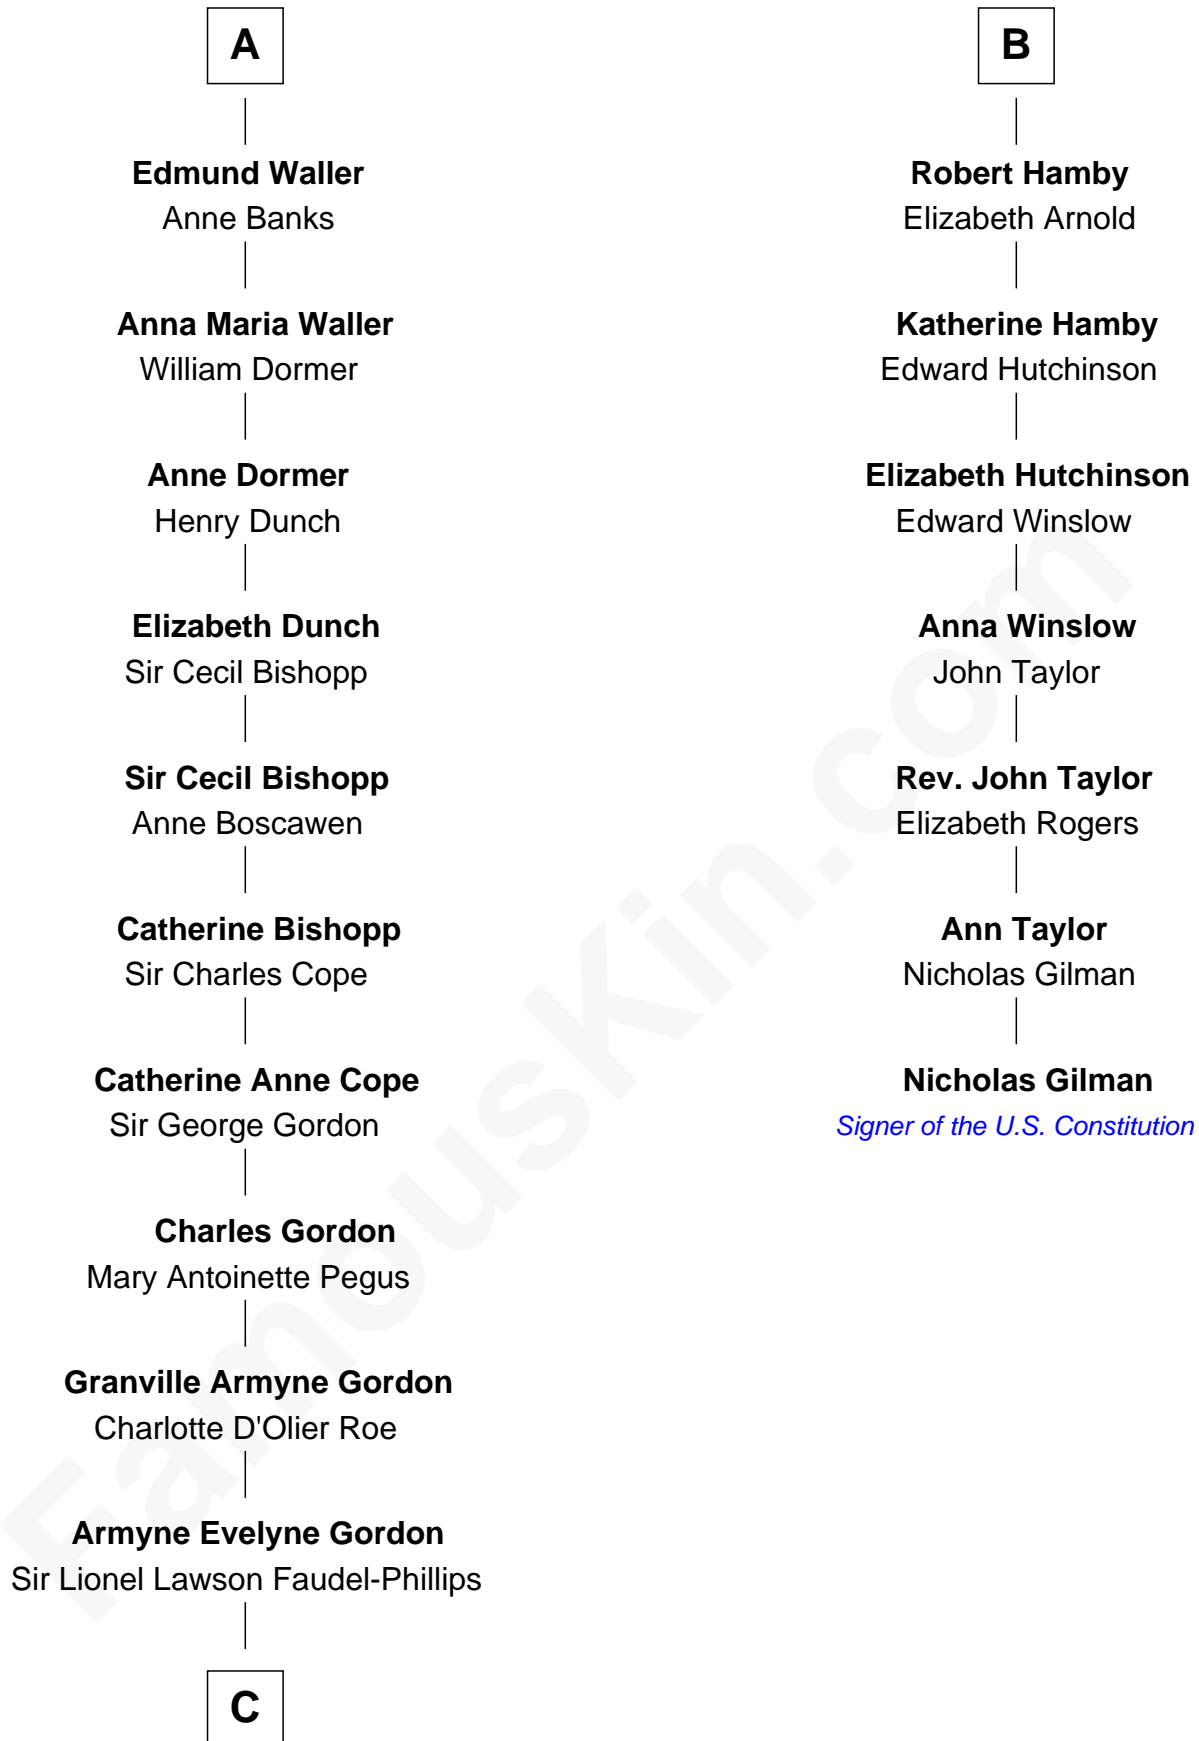 A
Edmund Waller
Anne Banks
Anna Maria Waller
William Dormer
Anne Dormer
Henry Dunch
Elizabeth Dunch
Sir Cecil Bishopp
Sir Cecil Bishopp
Anne Boscawen
Catherine Bishopp
Sir Charles Cope
Catherine Anne Cope
Sir George Gordon
Charles Gordon
Mary Antoinette Pegus
Granville Armyne Gordon
Charlotte D'Olier Roe
Armyne Evelyne Gordon
Sir Lionel Lawson Faudel-Phillips
C
B
Robert Hamby
Elizabeth Arnold
Katherine Hamby
Edward Hutchinson
Elizabeth Hutchinson
Edward Winslow
Anna Winslow
John Taylor
Rev. John Taylor
Elizabeth Rogers
Ann Taylor
Nicholas Gilman
Nicholas Gilman
Signer of the U.S. Constitution
FamousKin.com